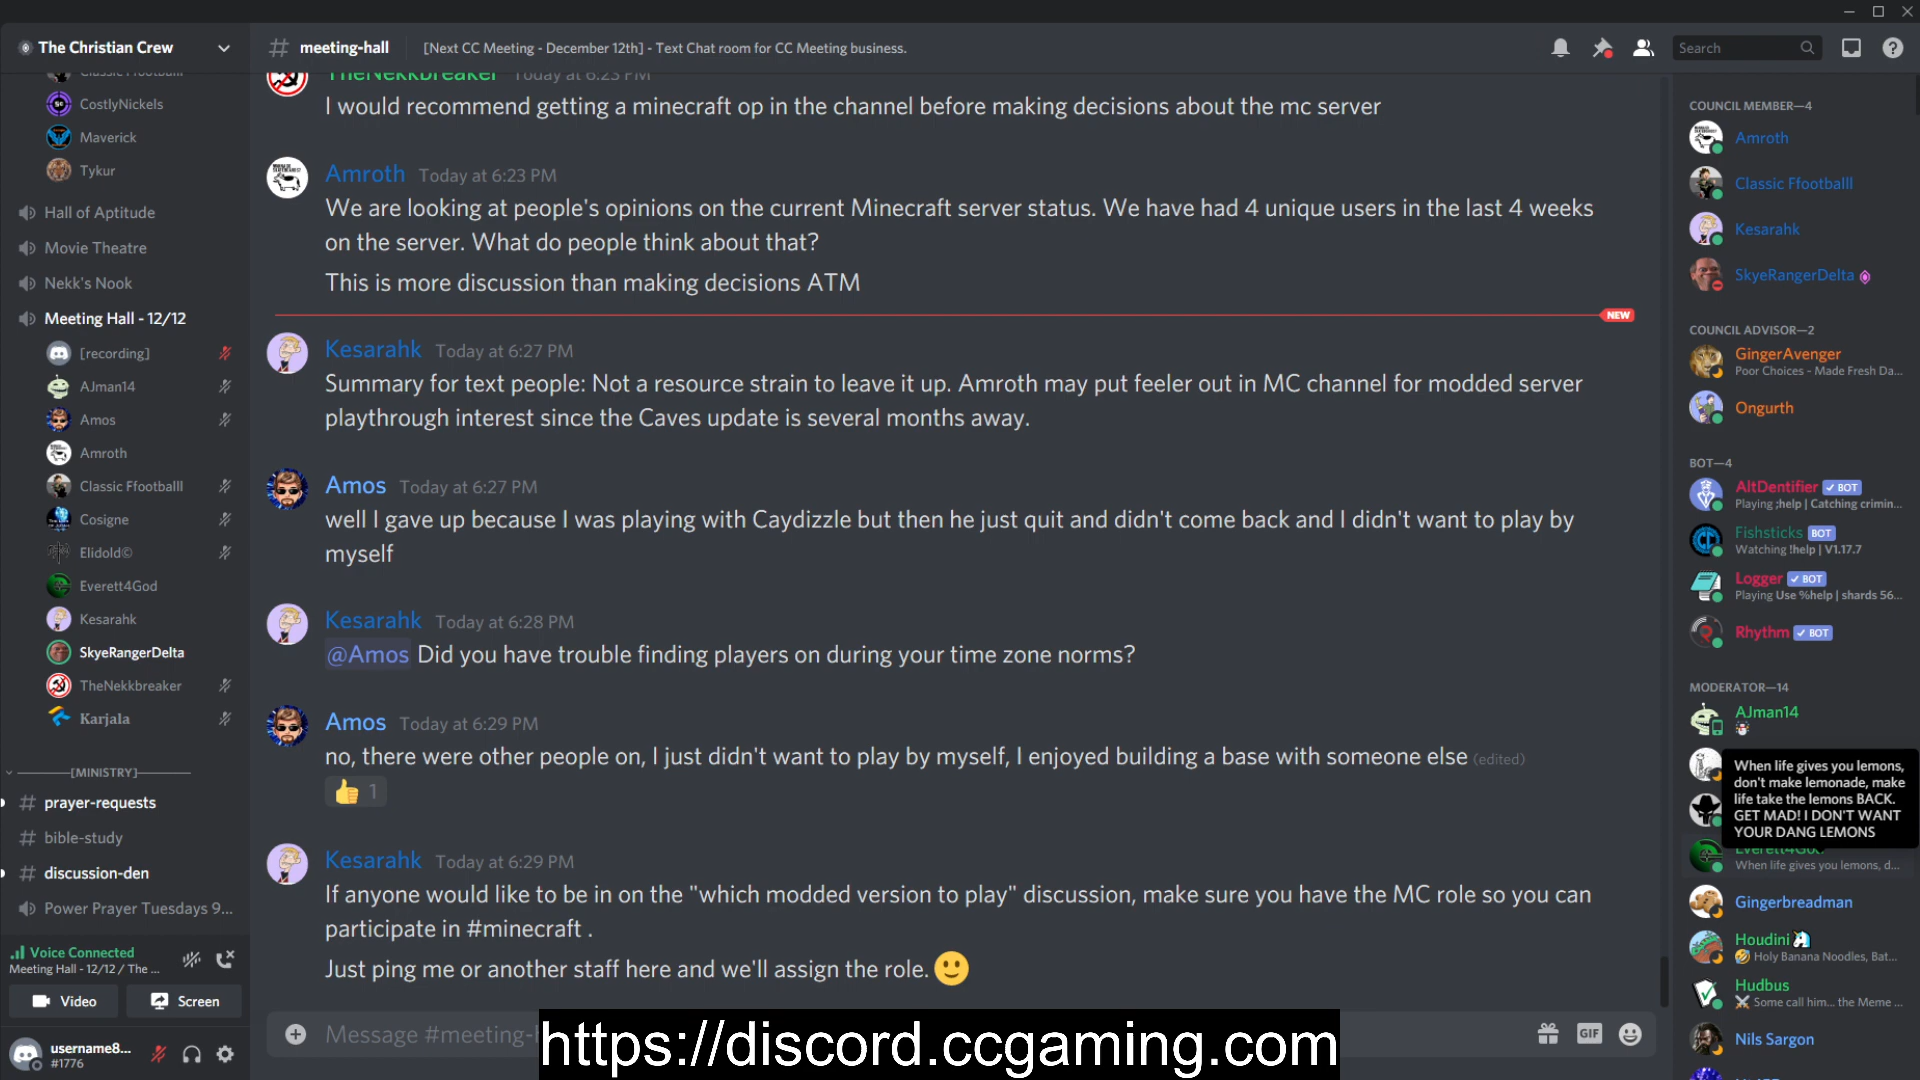 The Christian Crew
Classic Ffootballl
CostlyNickels
Maverick
Tykur
Hall of Aptitude
Movie Theatre
Nekk's Nook
Meeting Hall - 12/12
[recording]
AJman14
Amos
Amroth
Classic Ffootballl
Cosigne
Elidold©
Everett4God
Kesarahk
SkyeRangerDelta
TheNekkbreaker
Karjala
[MINISTRY]
prayer-requests
bible-study
discussion-den
Power Prayer Tuesdays 9...
Voice Connected
Meeting Hall - 12/12 / The ...
Video
Screen
username8...
#1776
meeting-hall
[Next CC Meeting - December 12th] - Text Chat room for CC Meeting business.
Search
TheNekkbreaker Today at 6:23 PM
I would recommend getting a minecraft op in the channel before making decisions about the mc server
Amroth Today at 6:23 PM
We are looking at people's opinions on the current Minecraft server status. We have had 4 unique users in the last 4 weeks
on the server. What do people think about that?
This is more discussion than making decisions ATM
NEW
Kesarahk Today at 6:27 PM
Summary for text people: Not a resource strain to leave it up. Amroth may put feeler out in MC channel for modded server
playthrough interest since the Caves update is several months away.
Amos Today at 6:27 PM
well I gave up because I was playing with Caydizzle but then he just quit and didn't come back and I didn't want to play by
myself
Kesarahk Today at 6:28 PM
@Amos Did you have trouble finding players on during your time zone norms?
Amos Today at 6:29 PM
no, there were other people on, I just didn't want to play by myself, I enjoyed building a base with someone else (edited)
👍 1
Kesarahk Today at 6:29 PM
If anyone would like to be in on the "which modded version to play" discussion, make sure you have the MC role so you can
participate in #minecraft .
Just ping me or another staff here and we'll assign the role. 🙂
Message #meeting-
GIF
https://discord.ccgaming.com
COUNCIL MEMBER—4
Amroth
Classic Ffootballl
Kesarahk
SkyeRangerDelta
COUNCIL ADVISOR—2
GingerAvenger
Poor Choices - Made Fresh Da...
Ongurth
BOT—4
AltDentifier ✓ BOT
Playing ;help | Catching crimin...
Fishsticks BOT
Watching !help | V1.17.7
Logger ✓ BOT
Playing Use %help | shards 56...
Rhythm ✓ BOT
MODERATOR—14
AJman14
When life gives you lemons,
don't make lemonade, make
life take the lemons BACK.
GET MAD! I DON'T WANT
YOUR DANG LEMONS
Everett4God
When life gives you lemons, d...
Gingerbreadman
Houdini
Holy Banana Noodles, Bat...
Hudbus
Some call him... the Meme ...
Nils Sargon